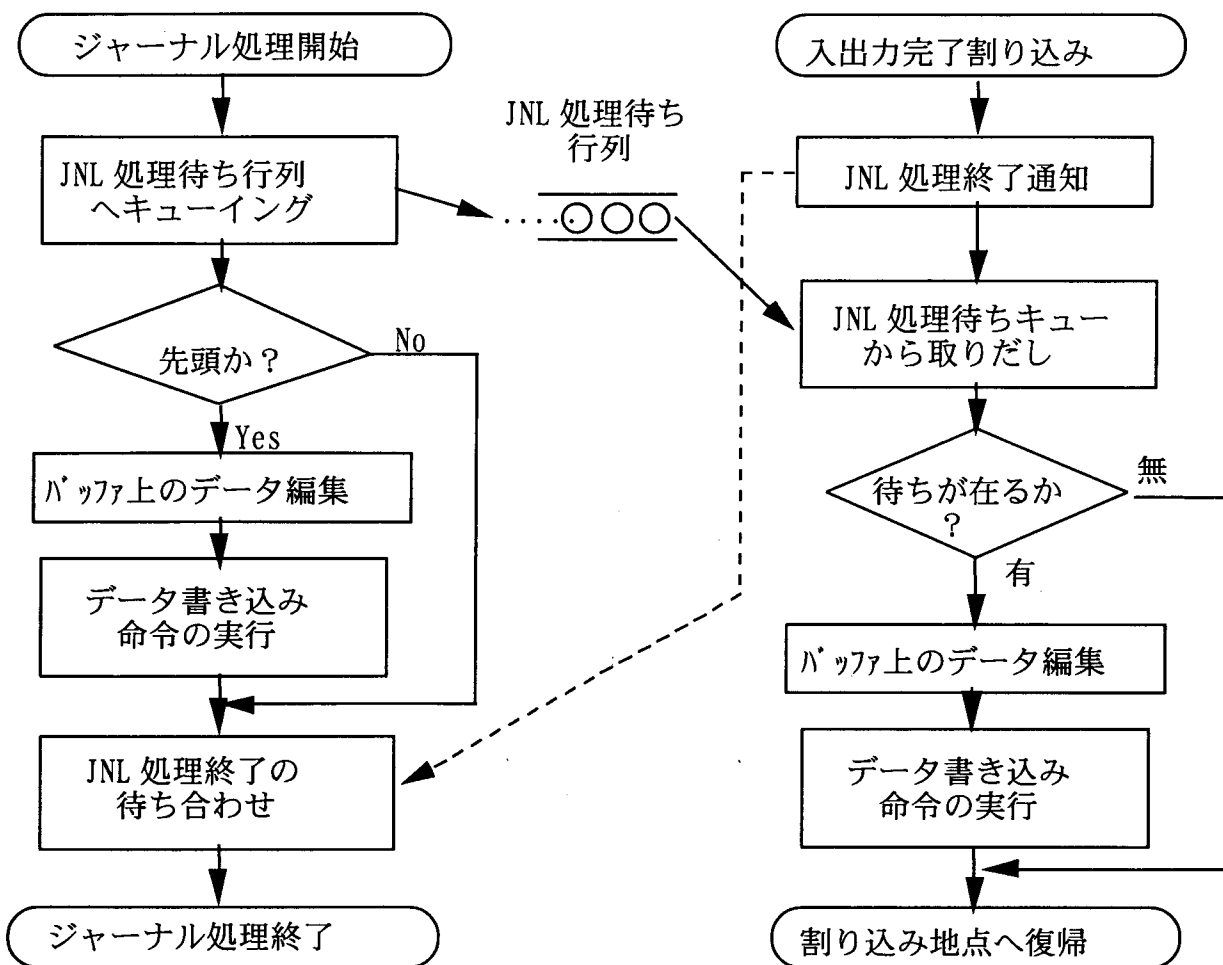 ジャーナル処理開始
JNL 処理待ち行列
へキューイング
先頭か？
No
Yes
ﾊﾞｯﾌｧ上のデータ編集
データ書き込み
命令の実行
JNL 処理終了の
待ち合わせ
ジャーナル処理終了
JNL 処理待ち
行列
入出力完了割り込み
JNL 処理終了通知
JNL 処理待ちキュー
から取りだし
待ちが在るか
？
無
有
ﾊﾞｯﾌｧ上のデータ編集
データ書き込み
命令の実行
割り込み地点へ復帰